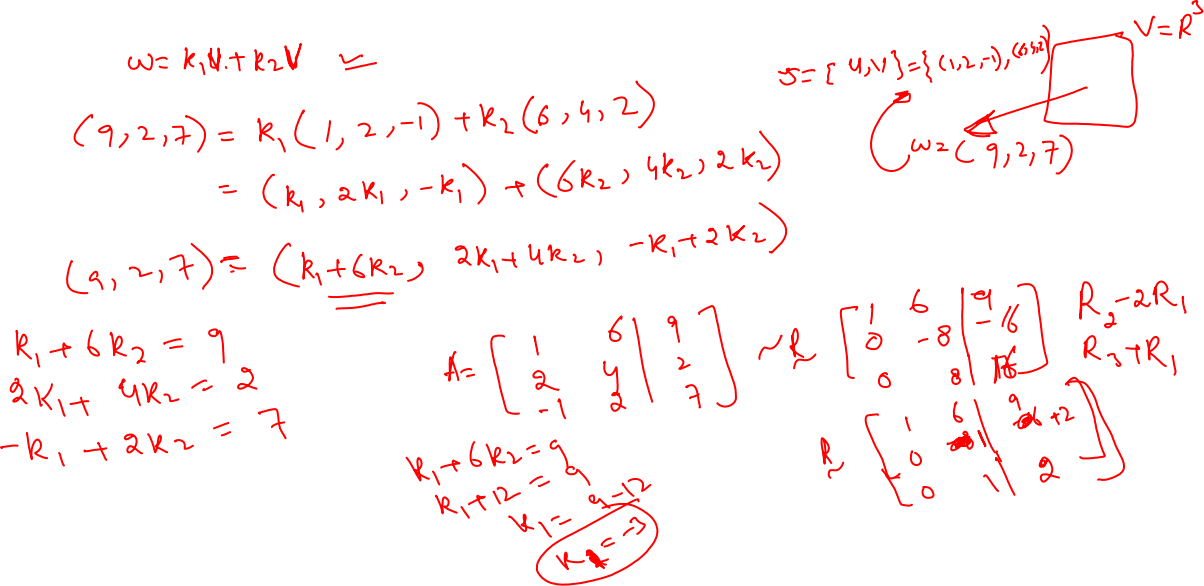 w = k₁u + k₂v
S = {u,v} = {(1,2,-1), (6,4,2)}
V = R³
w = (9,2,7)
(9,2,7) = k₁(1,2,-1) + k₂(6,4,2)
= (k₁, 2k₁, -k₁) + (6k₂, 4k₂, 2k₂)
(9,2,7) = (k₁+6k₂, 2k₁+4k₂, -k₁+2k₂)
k₁ + 6k₂ = 9
2k₁ + 4k₂ = 2
-k₁ + 2k₂ = 7
A = [ 1 6 | 9
2 4 | 2
-1 2 | 7 ]
~R [ 1 6 | 9
0 -8 | -16
0 8 | 16 ]
R₂-2R₁
R₃+R₁
R~ [ 1 6 | 9
0 1 | +2
0 1 | 2 ]
k₁+6k₂ = 9
k₁+12 = 9
k₁ = 9-12
k₁ = -3